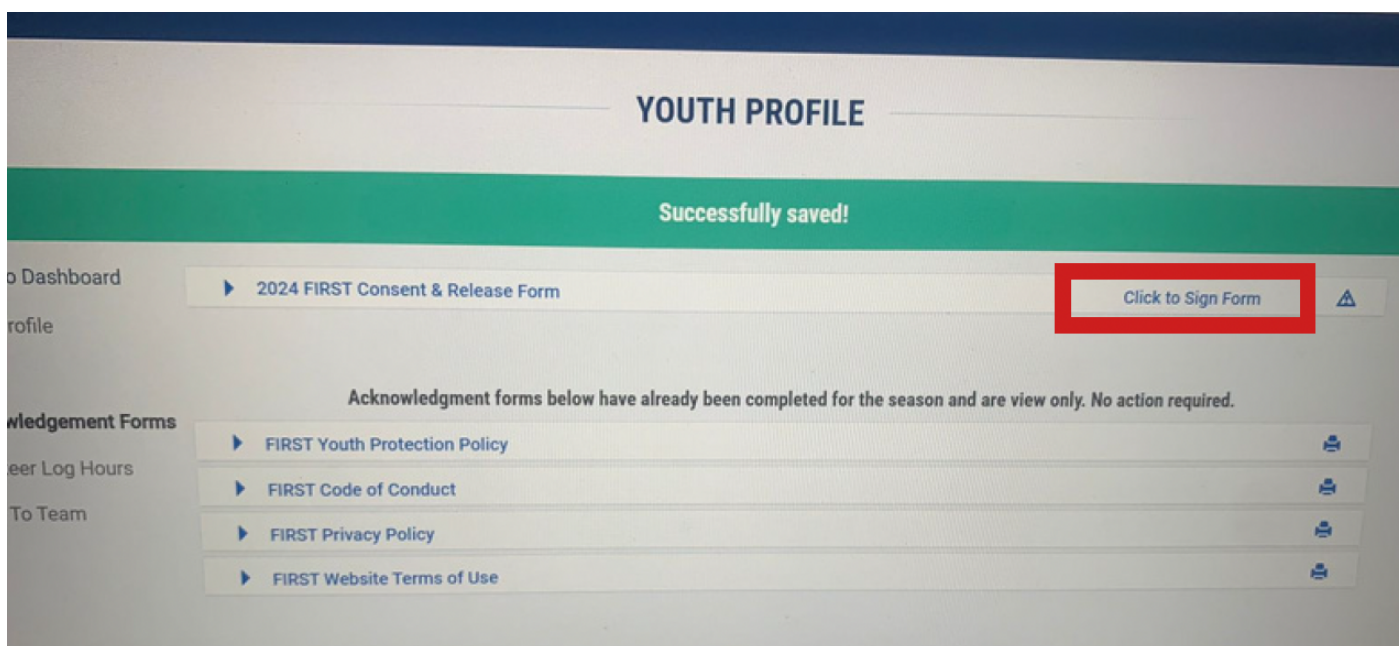 YOUTH PROFILE
Successfully saved!
Dashboard
2024 FIRST Consent & Release Form
Click to Sign Form
rofile
Acknowledgment forms below have already been completed for the season and are view only. No action required.
wledgement Forms
FIRST Youth Protection Policy
eer Log Hours
FIRST Code of Conduct
To Team
FIRST Privacy Policy
FIRST Website Terms of Use